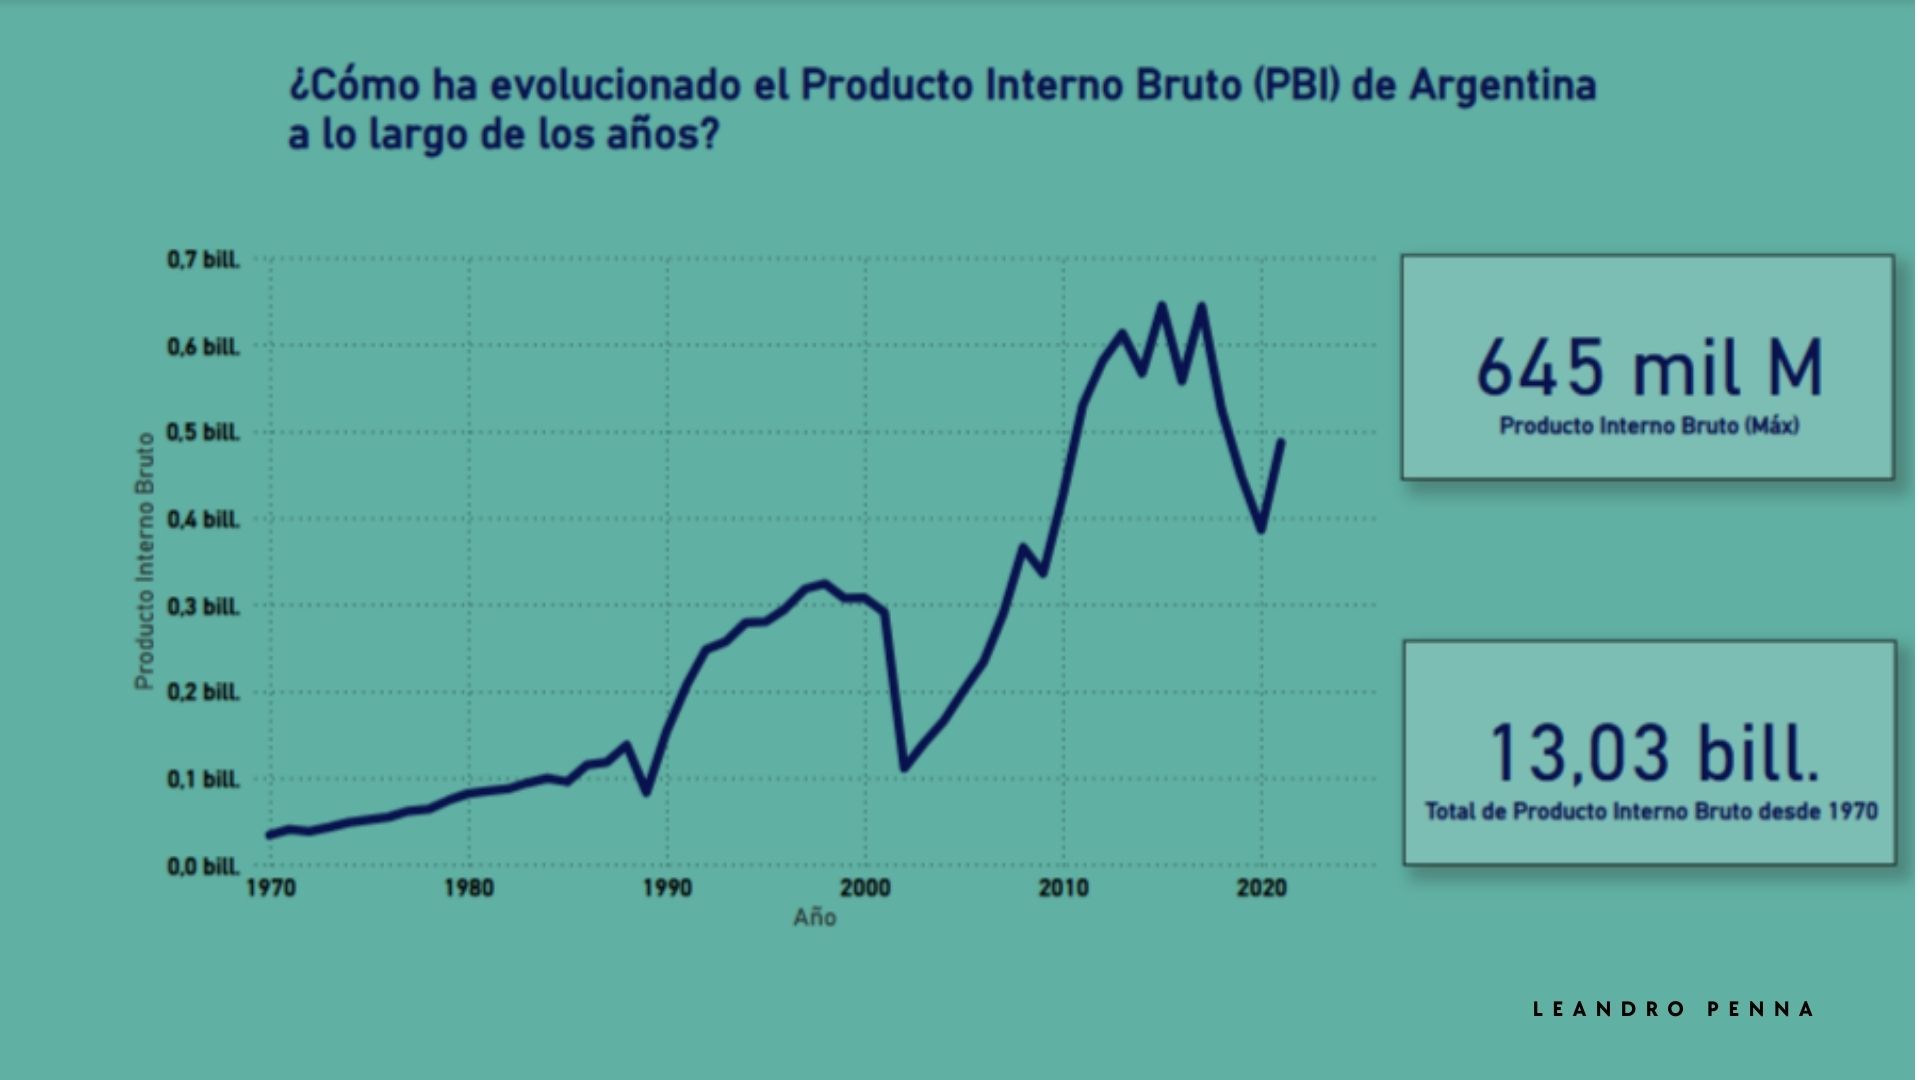 ¿Cómo ha evolucionado el Producto Interno Bruto (PBI) de Argentina
a lo largo de los años?
0,7 bill.
0,6 bill.
0,5 bill.
0,4 bill.
0,3 bill.
0,2 bill.
0,1 bill.
0,0 bill.
Producto Interno Bruto
1970 1980 1990 2000 2010 2020
Año
645 mil M
Producto Interno Bruto (Máx)
13,03 bill.
Total de Producto Interno Bruto desde 1970
LEANDRO PENNA